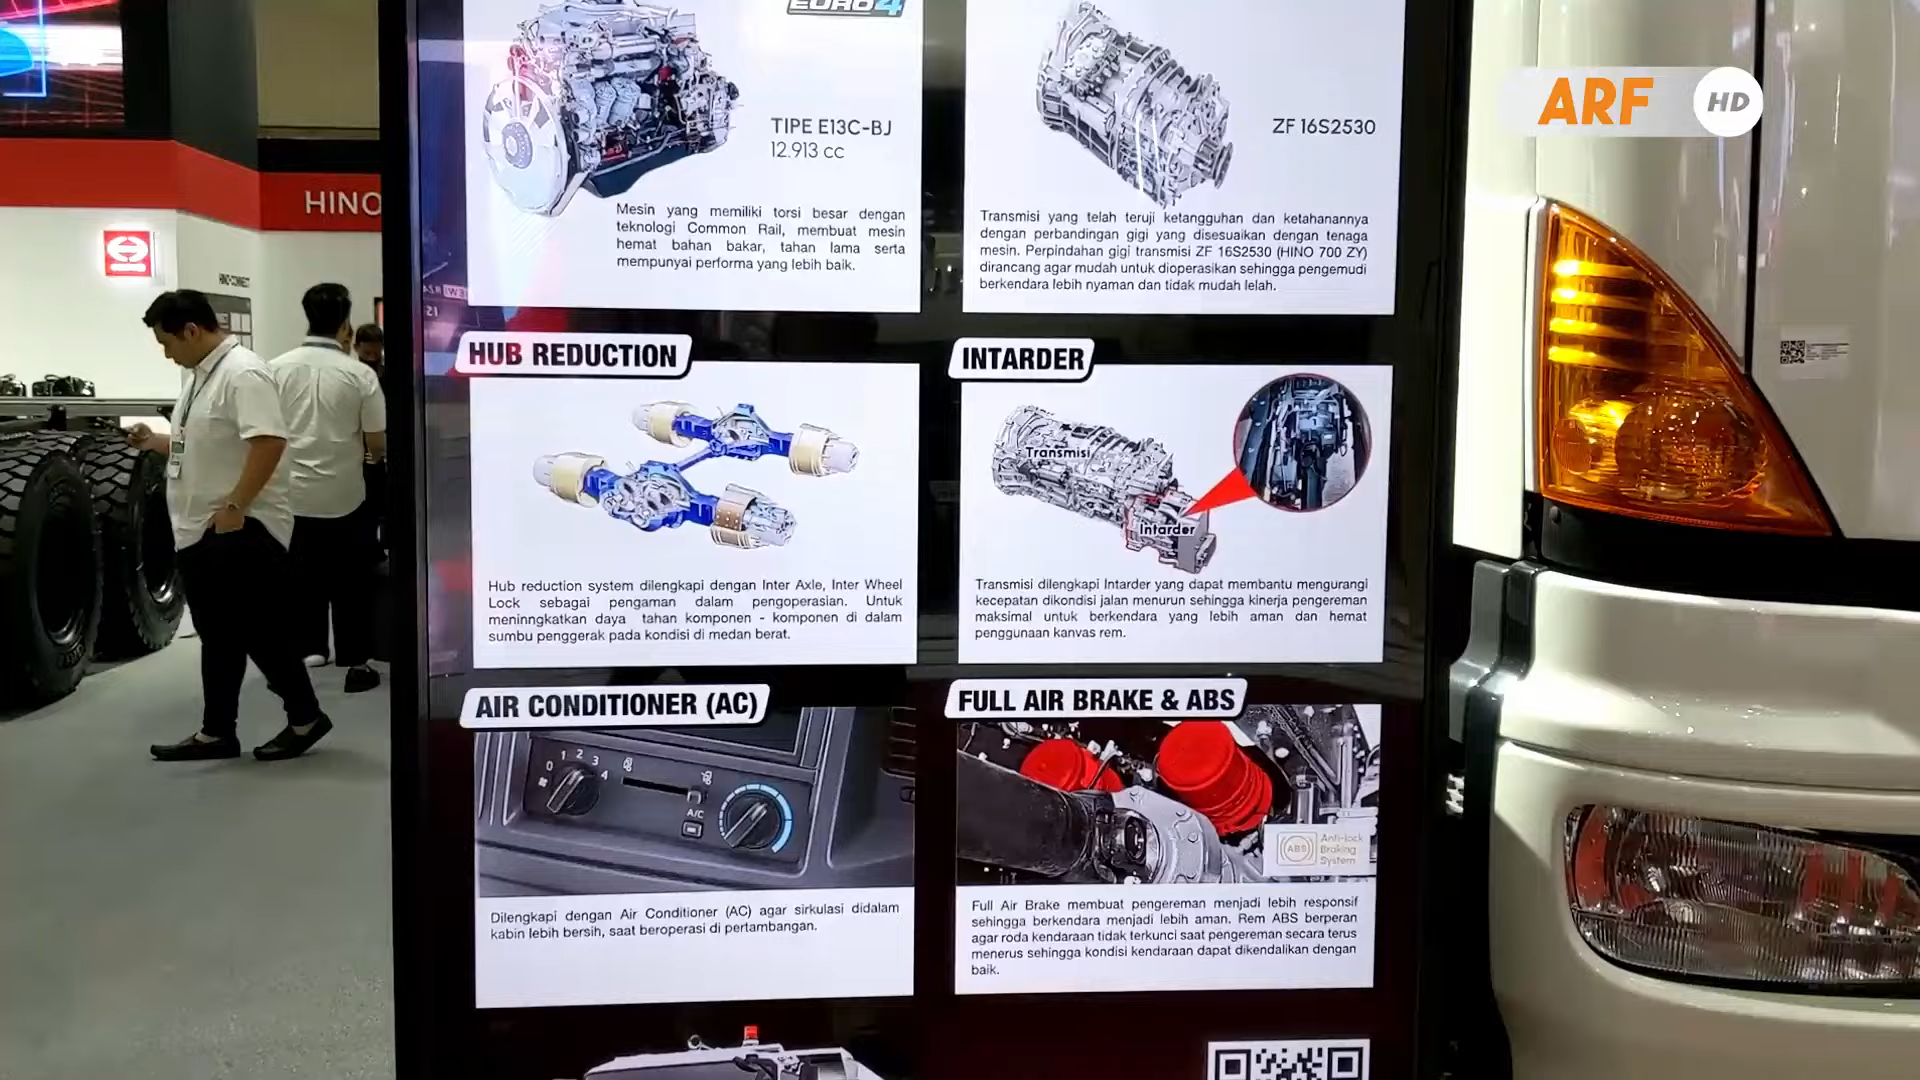 EURO4
TIPE E13C-BJ
12.913 cc
Mesin yang memiliki torsi besar dengan
teknologi Common Rail, membuat mesin
hemat bahan bakar, tahan lama serta
mempunyai performa yang lebih baik.
ZF 16S2530
Transmisi yang telah teruji ketangguhan dan ketahanannya
dengan perbandingan gigi yang disesuaikan dengan tenaga
mesin. Perpindahan gigi transmisi ZF 16S2530 (HINO 700 ZY)
dirancang agar mudah untuk dioperasikan sehingga pengemudi
berkendara lebih nyaman dan tidak mudah lelah.
ARF HD
HINO
HINO-CONNECT
HUB REDUCTION
Hub reduction system dilengkapi dengan Inter Axle, Inter Wheel
Lock sebagai pengaman dalam pengoperasian. Untuk
meninngkatkan daya tahan komponen - komponen di dalam
sumbu penggerak pada kondisi di medan berat.
INTARDER
Transmisi
Intarder
Transmisi dilengkapi Intarder yang dapat membantu mengurangi
kecepatan dikondisi jalan menurun sehingga kinerja pengereman
maksimal untuk berkendara yang lebih aman dan hemat
penggunaan kanvas rem.
AIR CONDITIONER (AC)
0 1 2 3 4
A/C
Dilengkapi dengan Air Conditioner (AC) agar sirkulasi didalam
kabin lebih bersih, saat beroperasi di pertambangan.
FULL AIR BRAKE & ABS
ABS
Anti-lock
Braking
System
Full Air Brake membuat pengereman menjadi lebih responsif
sehingga berkendara menjadi lebih aman. Rem ABS berperan
agar roda kendaraan tidak terkunci saat pengereman secara terus
menerus sehingga kondisi kendaraan dapat dikendalikan dengan
baik.